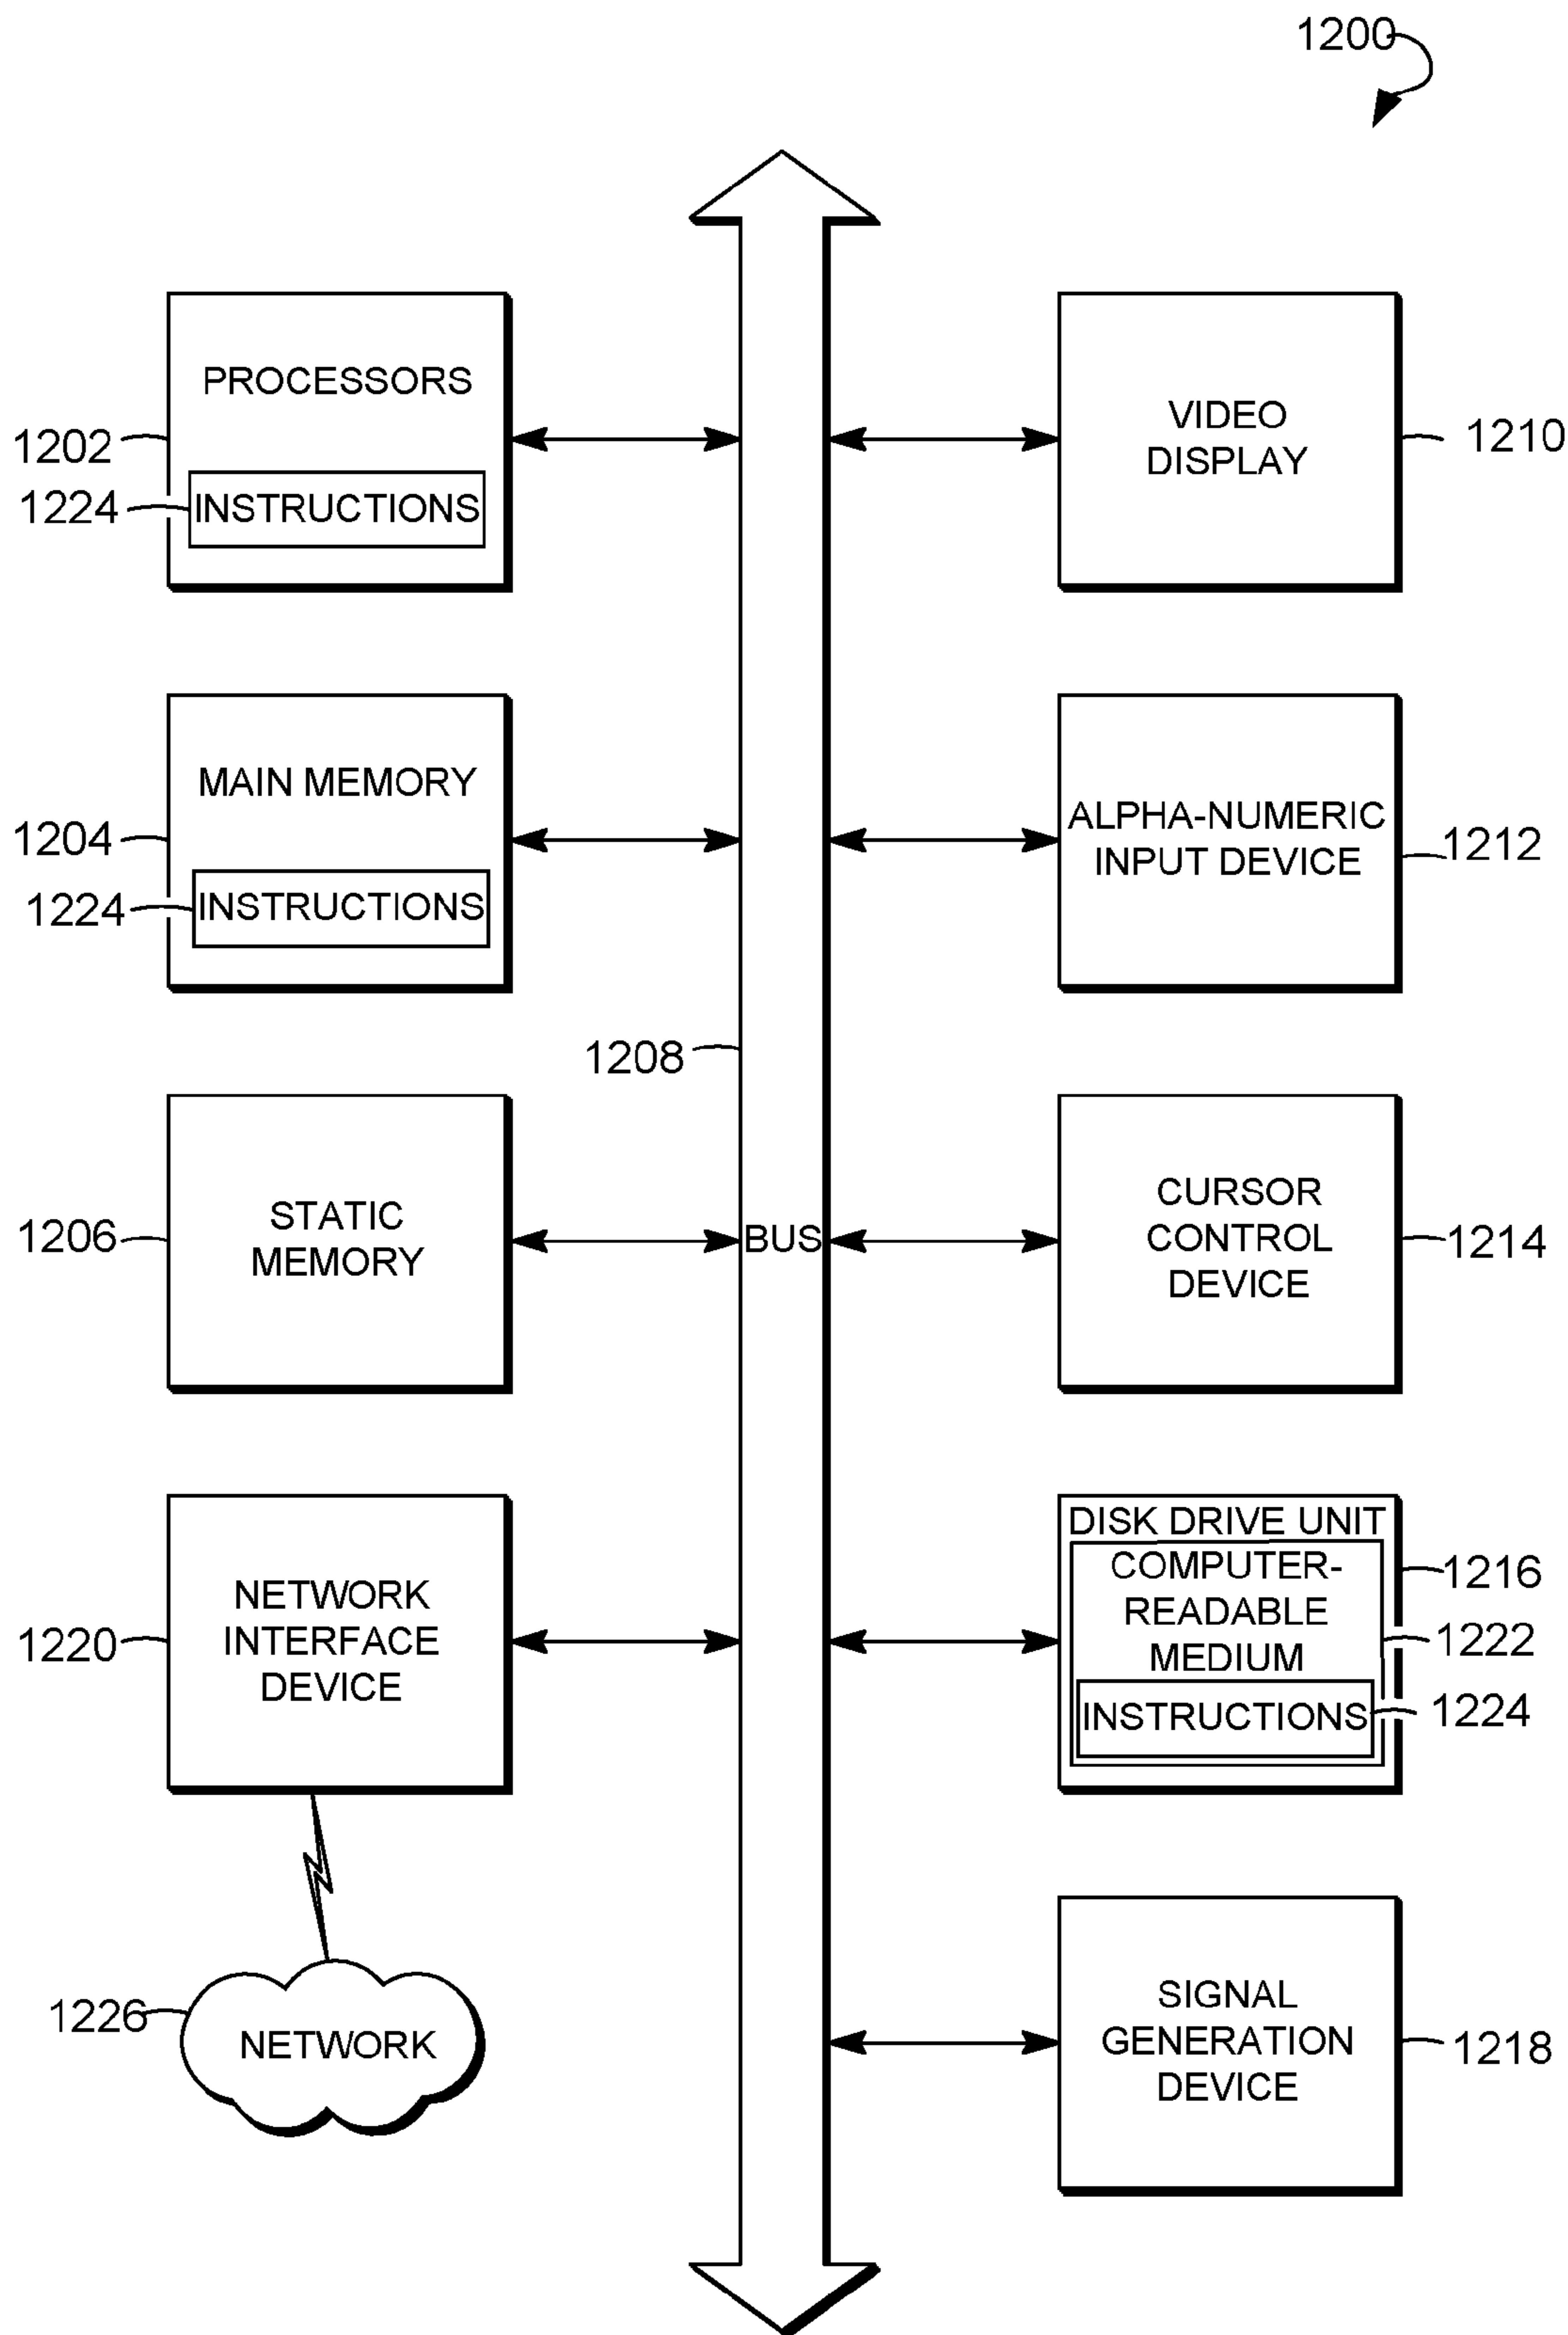 1200
PROCESSORS
1202
1224
INSTRUCTIONS
VIDEO
DISPLAY
1210
MAIN MEMORY
1204
1224
INSTRUCTIONS
ALPHA-NUMERIC
INPUT DEVICE
1212
1208
STATIC
MEMORY
1206
BUS
CURSOR
CONTROL
DEVICE
1214
NETWORK
INTERFACE
DEVICE
1220
DISK DRIVE UNIT
COMPUTER-
READABLE
MEDIUM
INSTRUCTIONS
1216
1222
1224
1226
NETWORK
SIGNAL
GENERATION
DEVICE
1218